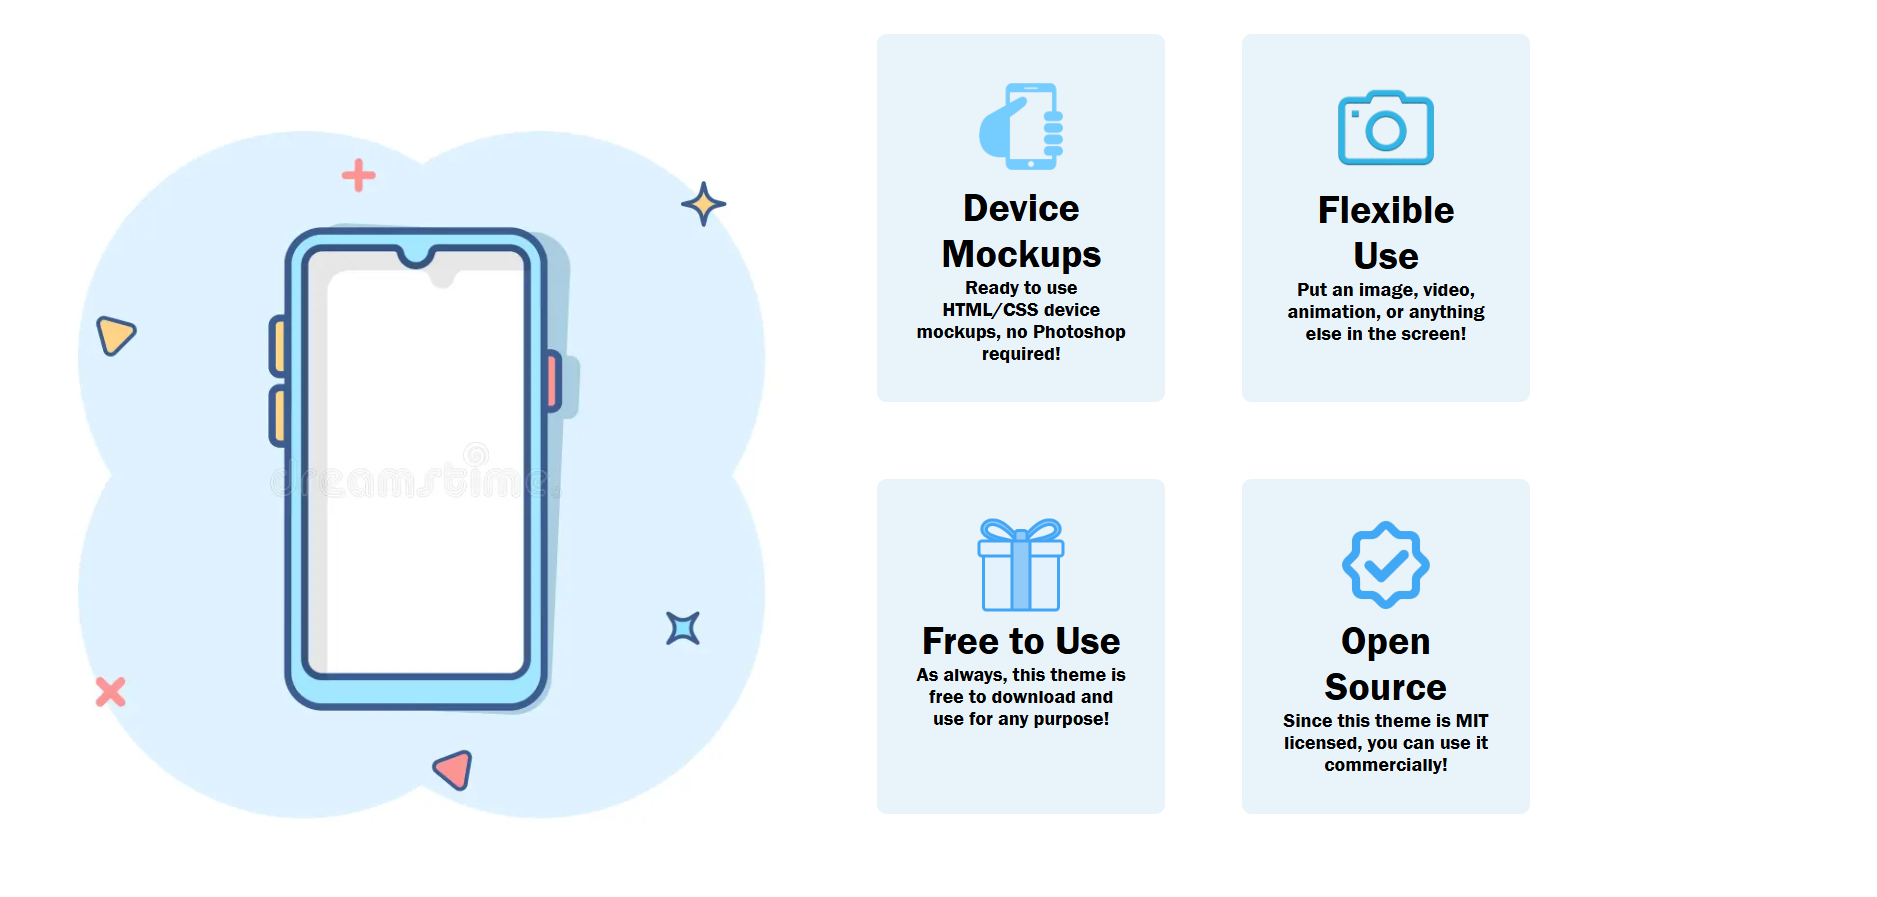 dreamstime.
Device
Mockups
Ready to use
HTML/CSS device
mockups, no Photoshop
required!
Flexible
Use
Put an image, video,
animation, or anything
else in the screen!
Free to Use
As always, this theme is
free to download and
use for any purpose!
Open
Source
Since this theme is MIT
licensed, you can use it
commercially!